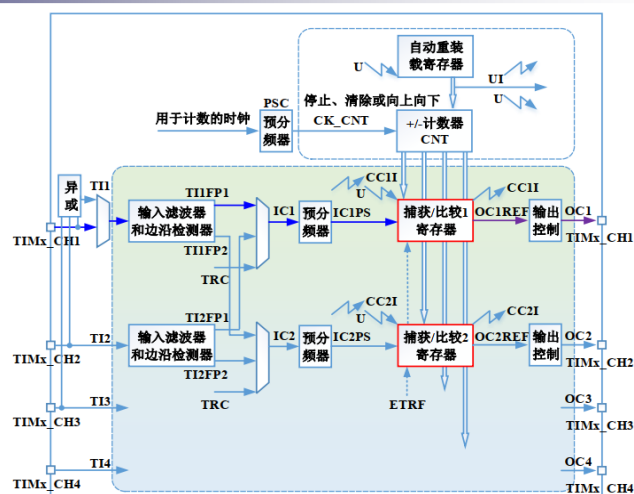 自动重装
载寄存器
U
UI
U
停止、清除或向上向下
PSC
用于计数的时钟
预分
频器
CK_CNT
+/-计数器
CNT
异
或
TI1
TI1FP1
CC1I
U
CC1I
输入滤波器
和边沿检测器
IC1
预分
频器
IC1PS
捕获/比较1
寄存器
OC1REF
输出
控制
OC1
TIMx_CH1
TIMx_CH1
TI1FP2
TRC
TI2FP1
CC2I
U
CC2I
TI2
输入滤波器
和边沿检测器
IC2
预分
频器
IC2PS
捕获/比较2
寄存器
OC2REF
输出
控制
OC2
TIMx_CH2
TIMx_CH2
TI2FP2
TRC
ETRF
TI3
OC3
TIMx_CH3
TIMx_CH3
TI4
OC4
TIMx_CH4
TIMx_CH4